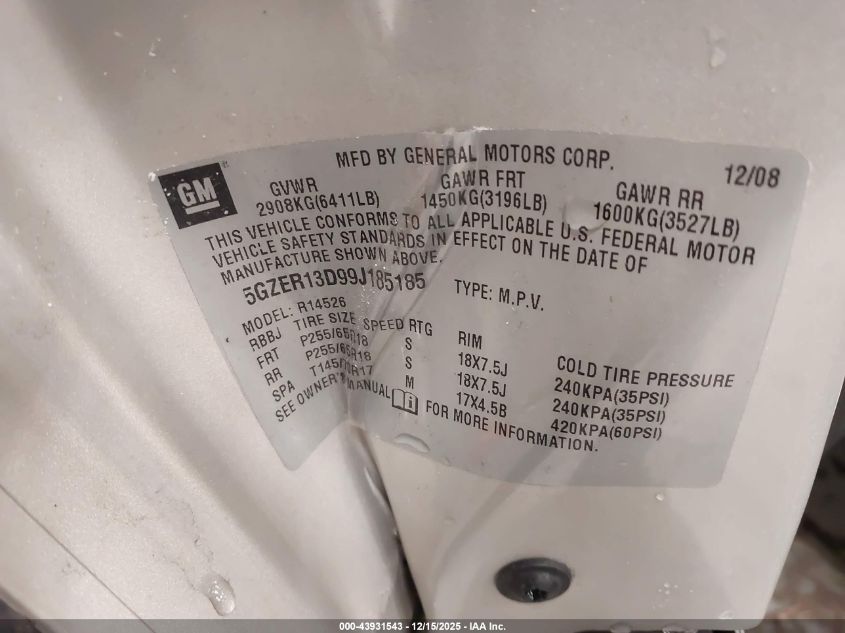 MFD BY GENERAL MOTORS CORP. 12/08
GM
GVWR GAWR FRT GAWR RR
2908KG(6411LB) 1450KG(3196LB) 1600KG(3527LB)
THIS VEHICLE CONFORMS TO ALL APPLICABLE U.S. FEDERAL MOTOR
VEHICLE SAFETY STANDARDS IN EFFECT ON THE DATE OF
MANUFACTURE SHOWN ABOVE.
5GZER13D99J185185 TYPE: M.P.V.
MODEL: R14526
RBBJ TIRE SIZE SPEED RTG RIM COLD TIRE PRESSURE
FRT P255/65R18 S 18X7.5J 240KPA(35PSI)
RR P255/65R18 S 18X7.5J 240KPA(35PSI)
SPA M 17X4.5B 420KPA(60PSI)
SEE OWNER'S MANUAL FOR MORE INFORMATION.
000-43931543 - 12/15/2025 - IAA Inc.